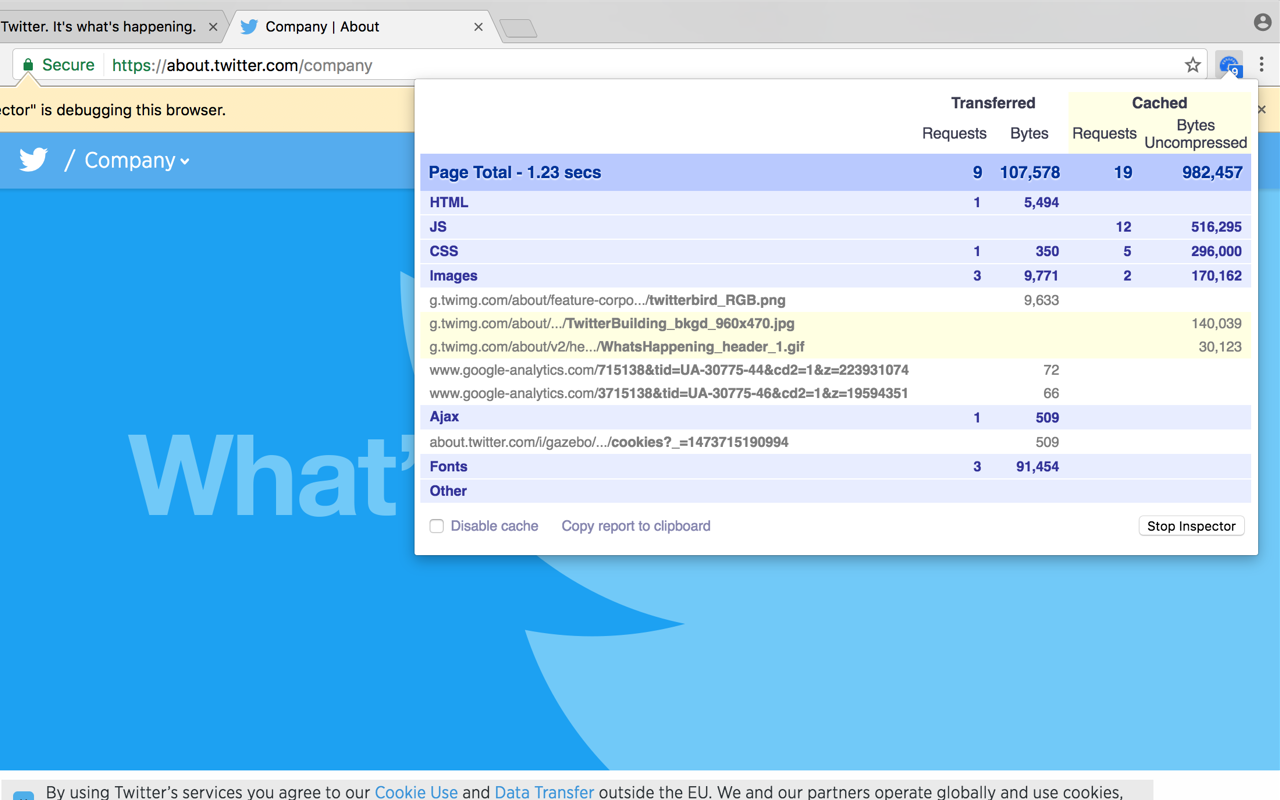 Twitter. It's what's happening.
Company | About
Secure
https://about.twitter.com/company
9
ector" is debugging this browser.
/ Company
Transferred Cached
Requests Bytes Requests Bytes Uncompressed
Page Total - 1.23 secs 9 107,578 19 982,457
HTML 1 5,494
JS 12 516,295
CSS 1 350 5 296,000
Images 3 9,771 2 170,162
g.twimg.com/about/feature-corpo.../twitterbird_RGB.png 9,633
g.twimg.com/about/.../TwitterBuilding_bkgd_960x470.jpg 140,039
g.twimg.com/about/v2/he.../WhatsHappening_header_1.gif 30,123
www.google-analytics.com/715138&tid=UA-30775-44&cd2=1&z=223931074 72
www.google-analytics.com/3715138&tid=UA-30775-46&cd2=1&z=19594351 66
Ajax 1 509
about.twitter.com/i/gazebo/.../cookies?_=1473715190994 509
Fonts 3 91,454
Other
Disable cache Copy report to clipboard Stop Inspector
What'
By using Twitter's services you agree to our Cookie Use and Data Transfer outside the EU. We and our partners operate globally and use cookies,